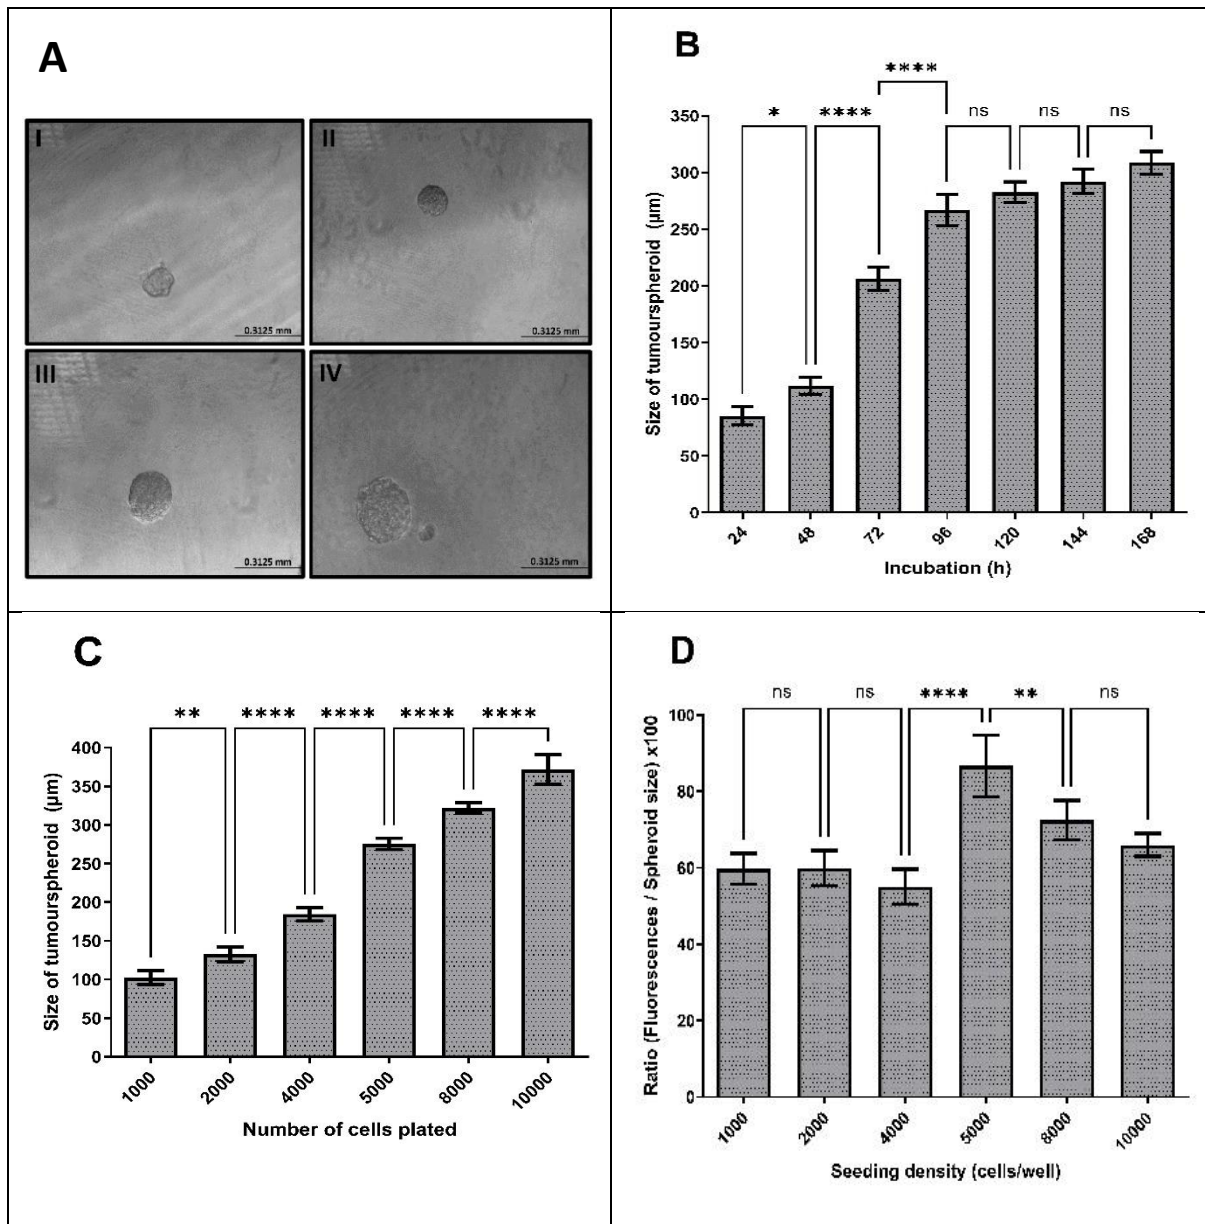 A
I
II
0.3125 mm
0.3125 mm
III
IV
0.3125 mm
0.3125 mm
B
****
* **** ns ns ns
350
300
250
200
150
100
50
0
Size of tumourspheroid (µm)
24 48 72 96 120 144 168
Incubation (h)
C
** **** **** **** ****
400
350
300
250
200
150
100
50
0
Size of tumourspheroid (µm)
1000 2000 4000 5000 8000 10000
Number of cells plated
D
ns ns **** ** ns
100
80
60
40
20
0
Ratio (Fluorescences / Spheroid size) x100
1000 2000 4000 5000 8000 10000
Seeding density (cells/well)